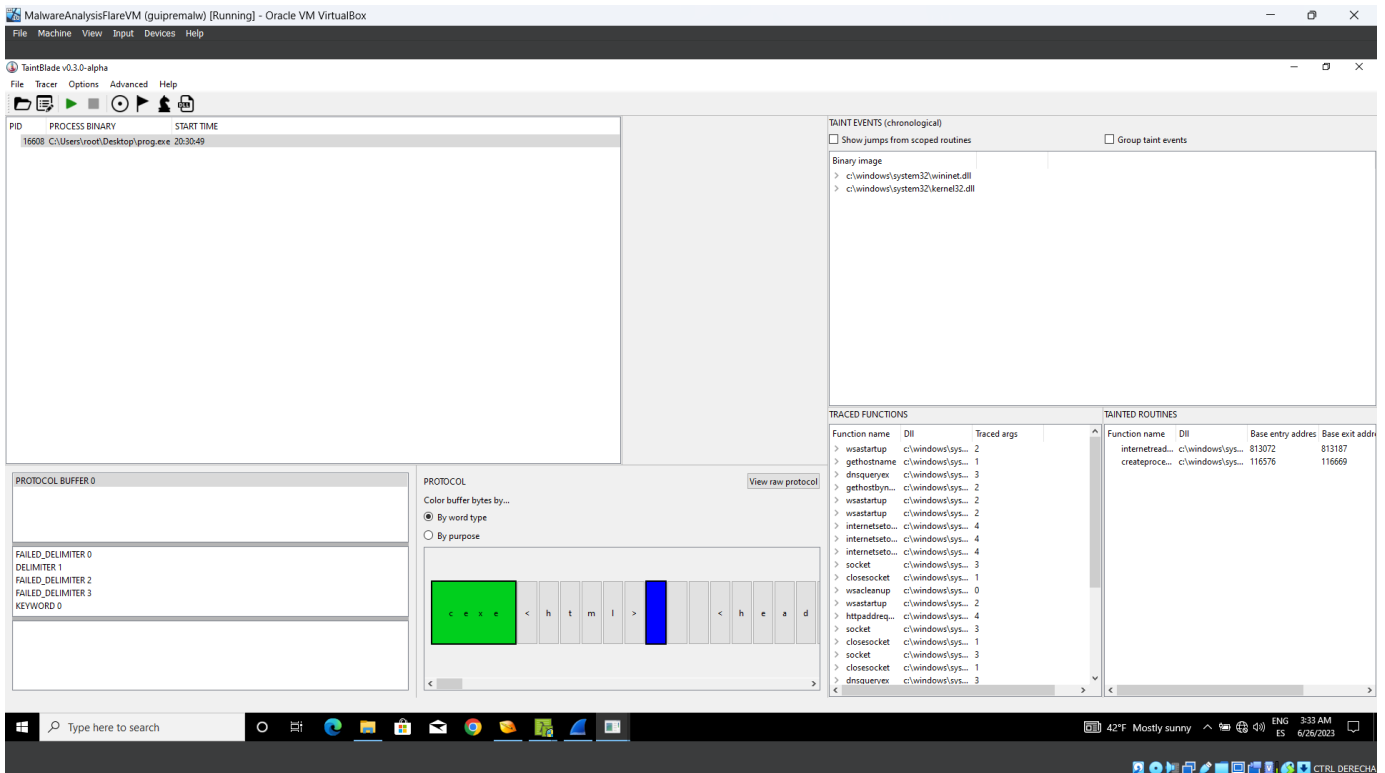 MalwareAnalysisFlareVM (guipremalw) [Running] - Oracle VM VirtualBox
File Machine View Input Devices Help
TaintBlade v0.3.0-alpha
File Tracer Options Advanced Help
PID PROCESS BINARY START TIME
16608 C:\Users\root\Desktop\prog.exe 20:30:49
TAINT EVENTS (chronological)
Show jumps from scoped routines Group taint events
Binary image
c:\windows\system32\wininet.dll
c:\windows\system32\kernel32.dll
TRACED FUNCTIONS
Function name Dll Traced args
wsastartup c:\windows\sys... 2
gethostname c:\windows\sys... 1
dnsqueryex c:\windows\sys... 3
gethostbyn... c:\windows\sys... 2
wsastartup c:\windows\sys... 2
wsastartup c:\windows\sys... 2
internetseto... c:\windows\sys... 4
internetseto... c:\windows\sys... 4
internetseto... c:\windows\sys... 4
socket c:\windows\sys... 3
closesocket c:\windows\sys... 1
wsacleanup c:\windows\sys... 0
wsastartup c:\windows\sys... 2
httpaddreq... c:\windows\sys... 4
socket c:\windows\sys... 3
closesocket c:\windows\sys... 1
socket c:\windows\sys... 3
closesocket c:\windows\sys... 1
dnsqueryex c:\windows\sys... 3
TAINTED ROUTINES
Function name Dll Base entry addres Base exit addre
internetread... c:\windows\sys... 813072 813187
createproce... c:\windows\sys... 116576 116669
PROTOCOL BUFFER 0
FAILED_DELIMITER 0
DELIMITER 1
FAILED_DELIMITER 2
FAILED_DELIMITER 3
KEYWORD 0
PROTOCOL View raw protocol
Color buffer bytes by...
By word type
By purpose
c e x e < h t m l > < h e a d
Type here to search
42°F Mostly sunny
ENG 3:33 AM
ES 6/26/2023
CTRL DERECHA